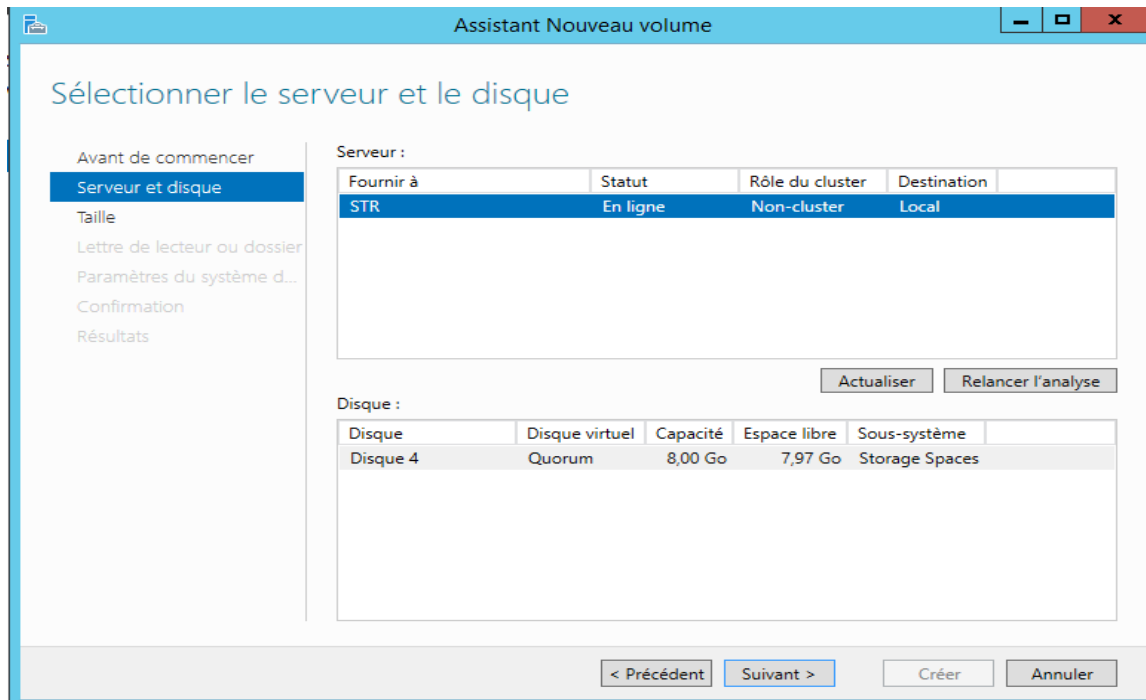 Assistant Nouveau volume
Sélectionner le serveur et le disque
Avant de commencer
Serveur et disque
Taille
Lettre de lecteur ou dossier
Paramètres du système d...
Confirmation
Résultats
Serveur :
Fournir à Statut Rôle du cluster Destination
STR En ligne Non-cluster Local
Actualiser Relancer l'analyse
Disque :
Disque Disque virtuel Capacité Espace libre Sous-système
Disque 4 Quorum 8,00 Go 7,97 Go Storage Spaces
< Précédent Suivant > Créer Annuler